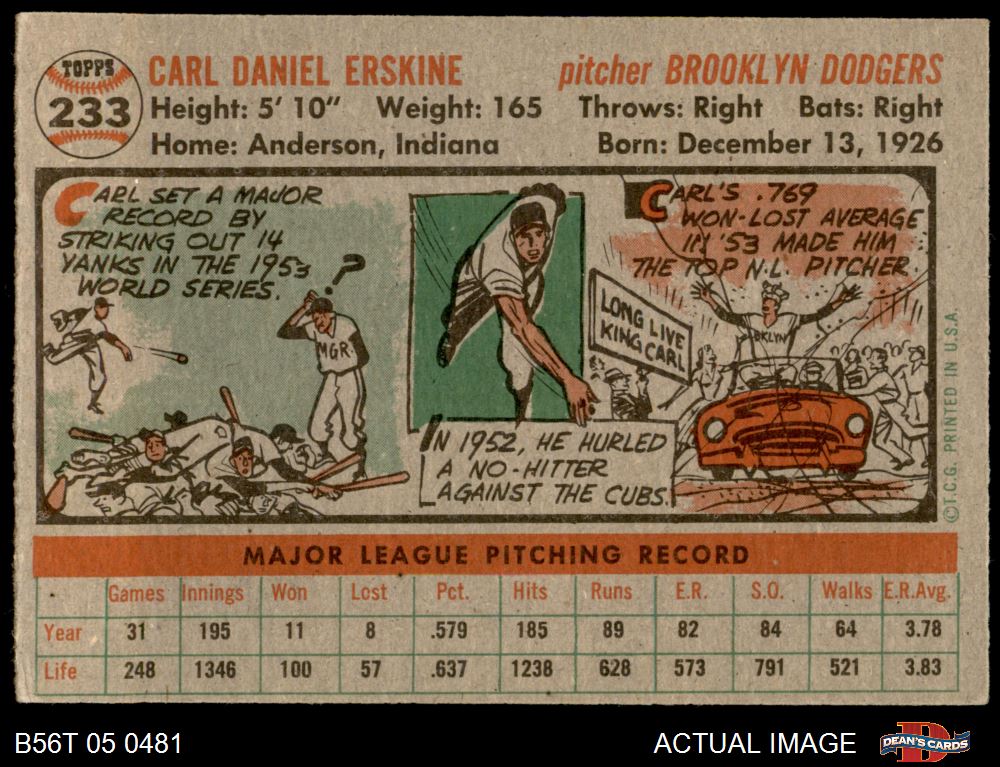 TOPPS
233
CARL DANIEL ERSKINE pitcher BROOKLYN DODGERS
Height: 5' 10" Weight: 165 Throws: Right Bats: Right
Home: Anderson, Indiana Born: December 13, 1926
CARL SET A MAJOR
RECORD BY
STRIKING OUT 14
YANKS IN THE 1953
WORLD SERIES.
?
MGR.
IN 1952, HE HURLED
A NO-HITTER
AGAINST THE CUBS.
CARL'S .769
WON-LOST AVERAGE
IN '53 MADE HIM
THE TOP N.L. PITCHER.
LONG LIVE
KING CARL
OKLYN
©T.C.G. PRINTED IN U.S.A.
MAJOR LEAGUE PITCHING RECORD
Games Innings Won Lost Pct. Hits Runs E.R. S.O. Walks E.R.Avg.
Year 31 195 11 8 .579 185 89 82 84 64 3.78
Life 248 1346 100 57 .637 1238 628 573 791 521 3.83
B56T 05 0481 ACTUAL IMAGE
D
DEAN'S CARDS